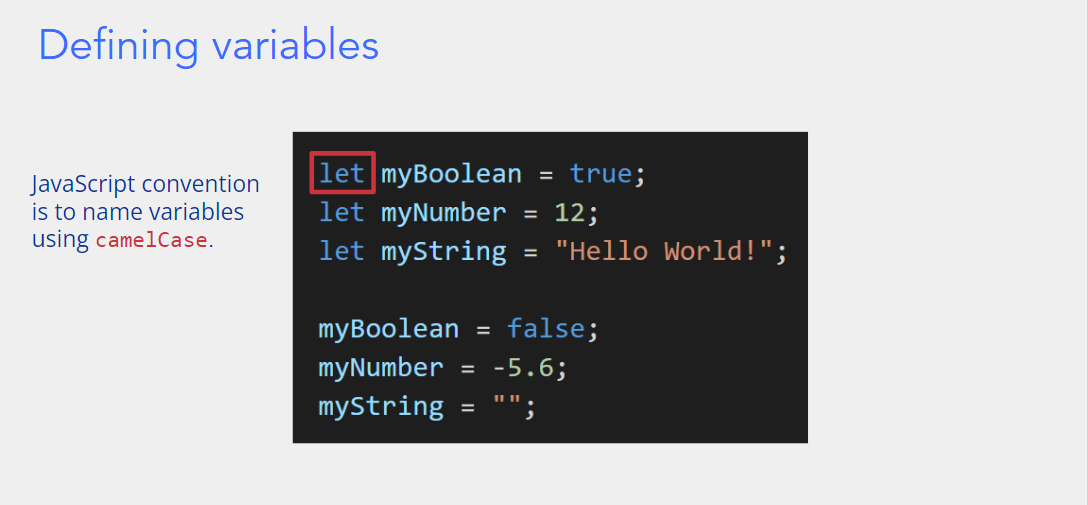 Defining variables
JavaScript convention
is to name variables
using camelCase.
let myBoolean = true;
let myNumber = 12;
let myString = "Hello World!";
myBoolean = false;
myNumber = -5.6;
myString = "";